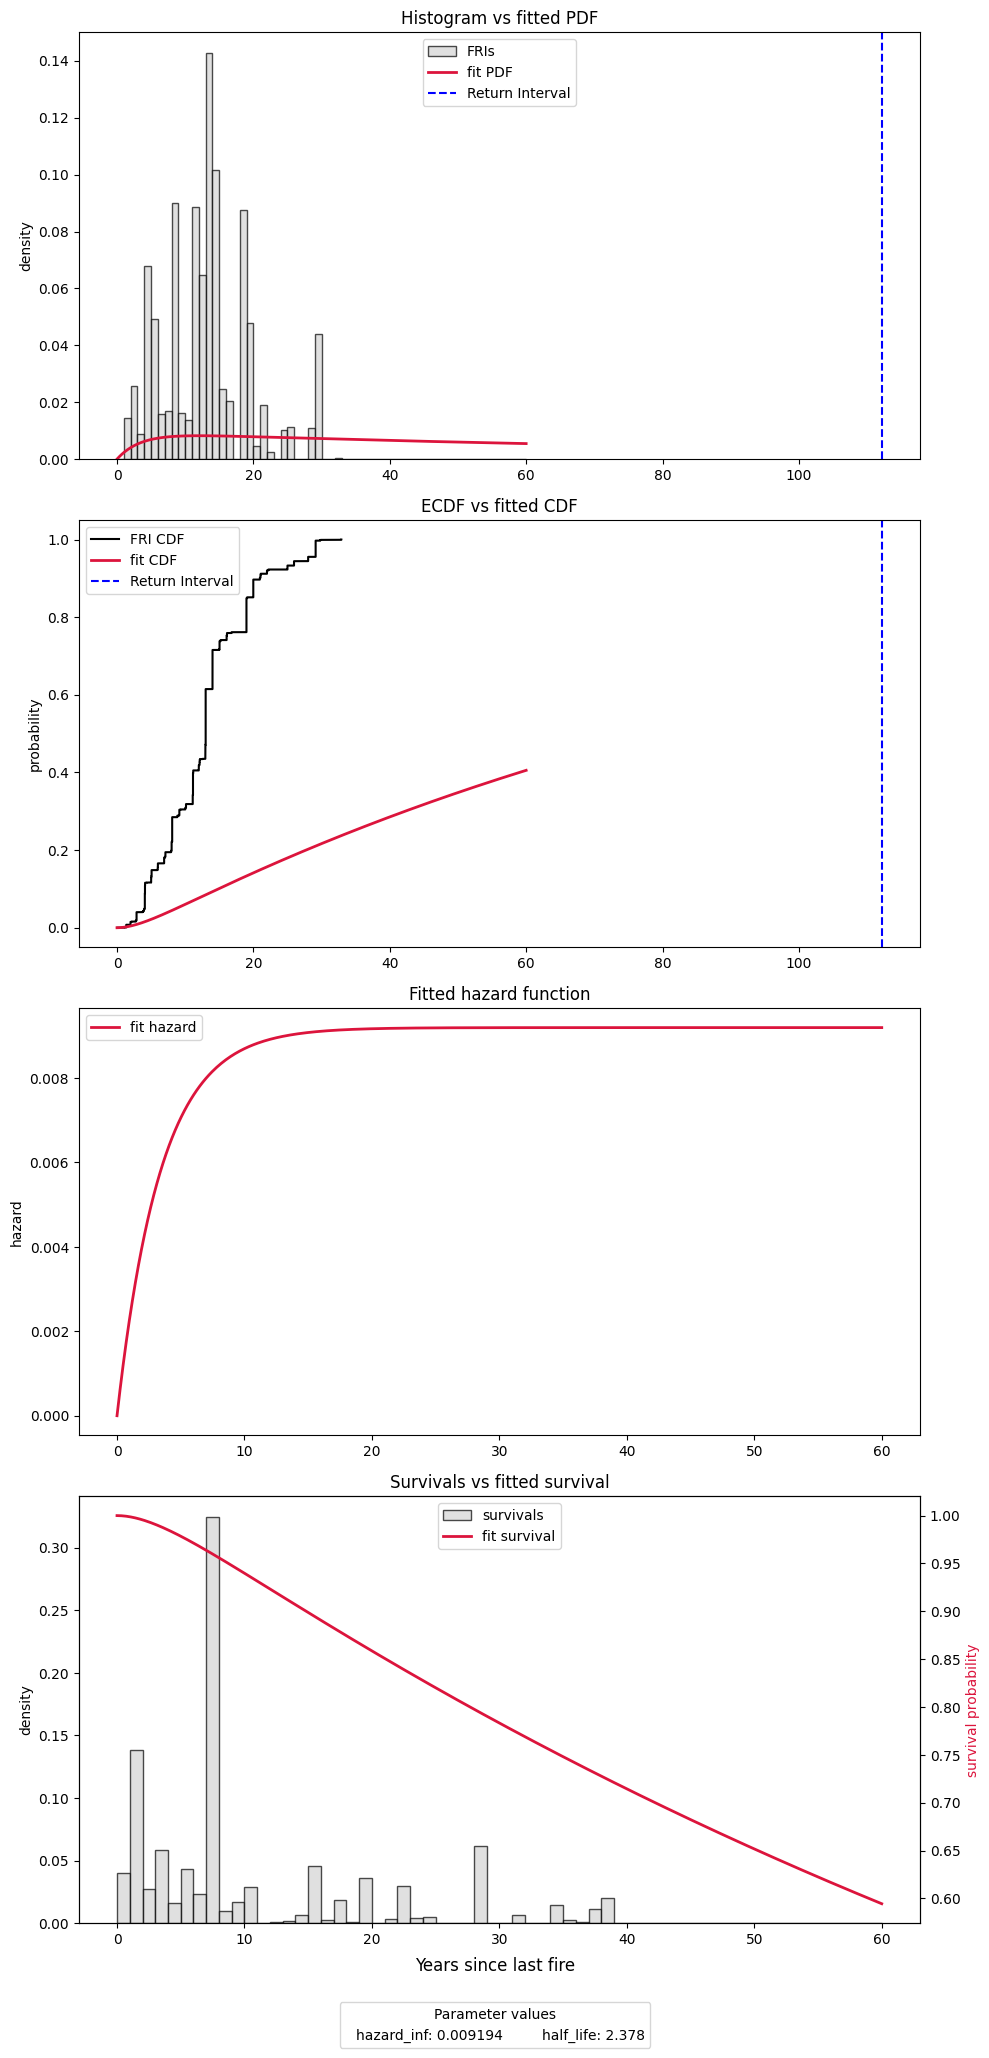 Histogram vs fitted PDF
FRIs
fit PDF
Return Interval
density
0.14
0.12
0.10
0.08
0.06
0.04
0.02
0.00
0 20 40 60 80 100
ECDF vs fitted CDF
FRI CDF
fit CDF
Return Interval
probability
1.0
0.8
0.6
0.4
0.2
0.0
0 20 40 60 80 100
Fitted hazard function
fit hazard
hazard
0.008
0.006
0.004
0.002
0.000
0 10 20 30 40 50 60
Survivals vs fitted survival
survivals
fit survival
density
0.30
0.25
0.20
0.15
0.10
0.05
0.00
1.00
0.95
0.90
0.85
0.80
0.75
0.70
0.65
0.60
survival probability
0 10 20 30 40 50 60
Years since last fire
Parameter values
hazard_inf: 0.009194 half_life: 2.378